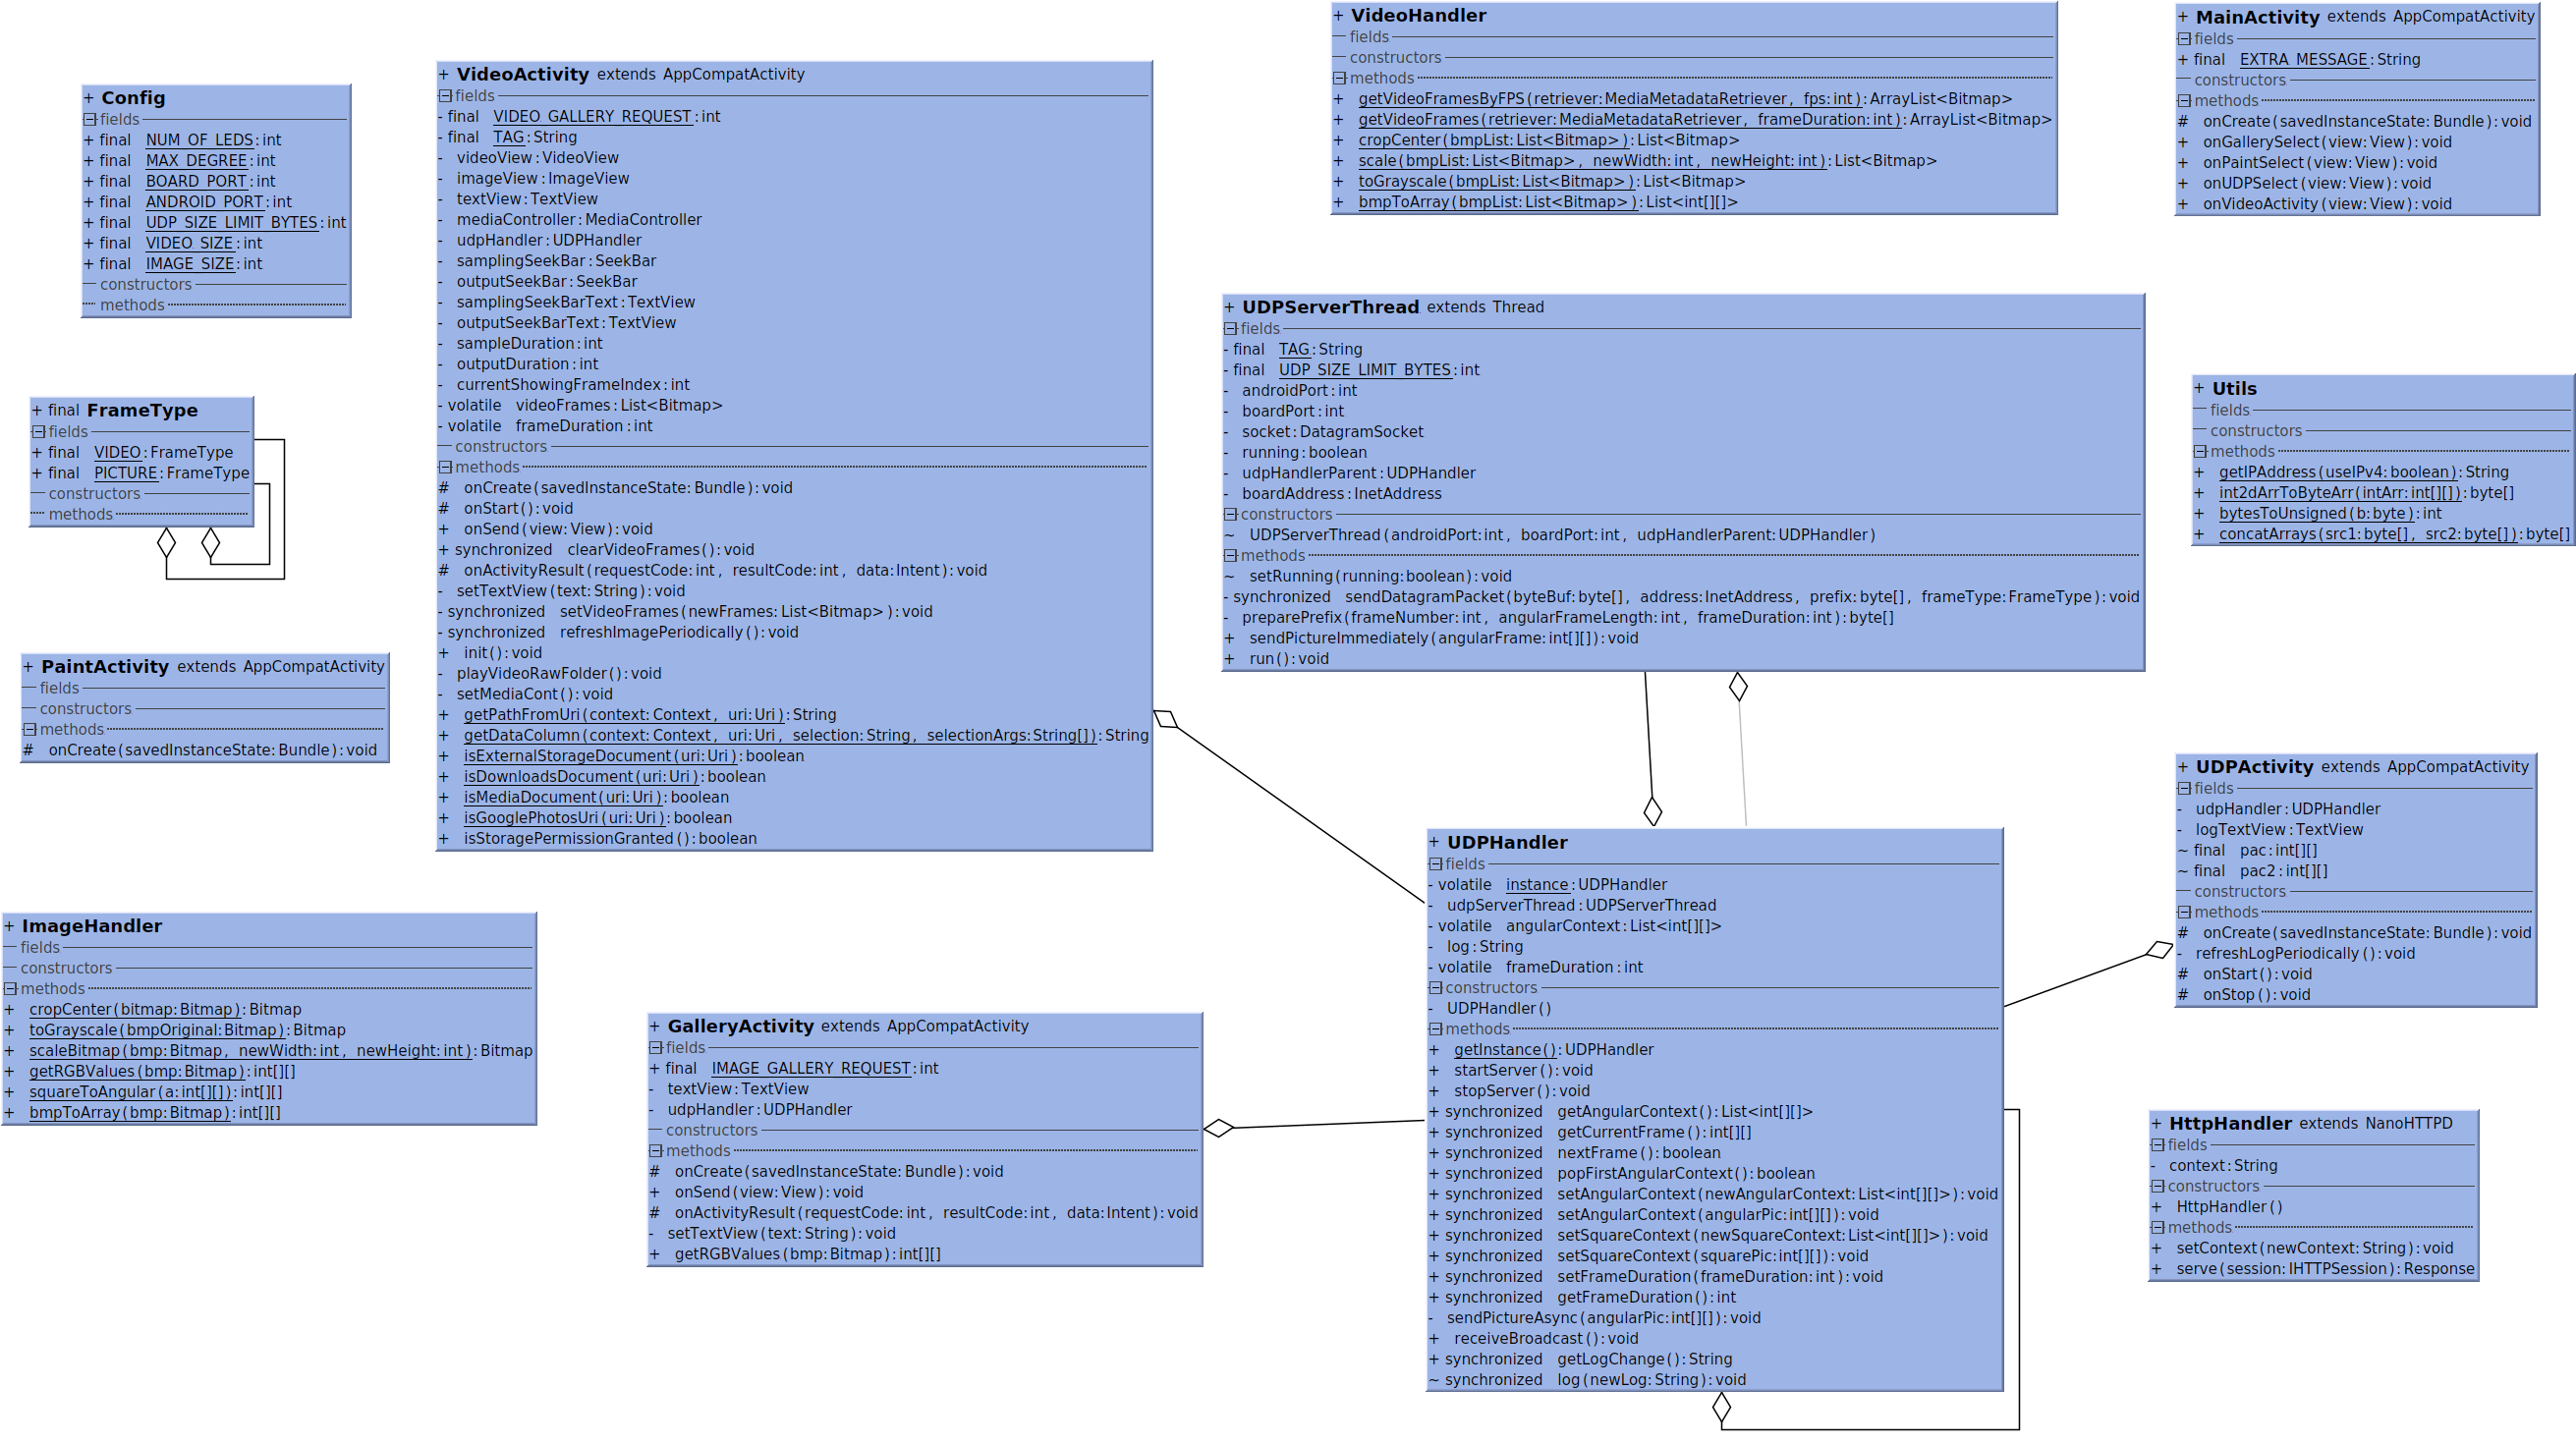 + Config
fields
+ final NUM_OF_LEDS:int
+ final MAX_DEGREE:int
+ final BOARD_PORT:int
+ final ANDROID_PORT:int
+ final UDP_SIZE_LIMIT_BYTES:int
+ final VIDEO_SIZE:int
+ final IMAGE_SIZE:int
constructors
methods
+ final FrameType
fields
+ final VIDEO:FrameType
+ final PICTURE:FrameType
constructors
methods
+ PaintActivity extends AppCompatActivity
fields
constructors
methods
# onCreate(savedInstanceState:Bundle):void
+ ImageHandler
fields
constructors
methods
+ cropCenter(bitmap:Bitmap):Bitmap
+ toGrayscale(bmpOriginal:Bitmap):Bitmap
+ scaleBitmap(bmp:Bitmap, newWidth:int, newHeight:int):Bitmap
+ getRGBValues(bmp:Bitmap):int[][]
+ squareToAngular(a:int[][]):int[][]
+ bmpToArray(bmp:Bitmap):int[][]
+ VideoActivity extends AppCompatActivity
fields
- final VIDEO_GALLERY_REQUEST:int
- final TAG:String
- videoView:VideoView
- imageView:ImageView
- textView:TextView
- mediaController:MediaController
- udpHandler:UDPHandler
- samplingSeekBar:SeekBar
- outputSeekBar:SeekBar
- samplingSeekBarText:TextView
- outputSeekBarText:TextView
- sampleDuration:int
- outputDuration:int
- currentShowingFrameIndex:int
- volatile videoFrames:List<Bitmap>
- volatile frameDuration:int
constructors
methods
# onCreate(savedInstanceState:Bundle):void
# onStart():void
+ onSend(view:View):void
+ synchronized clearVideoFrames():void
# onActivityResult(requestCode:int, resultCode:int, data:Intent):void
- setTextView(text:String):void
- synchronized setVideoFrames(newFrames:List<Bitmap>):void
- synchronized refreshImagePeriodically():void
+ init():void
- playVideoRawFolder():void
- setMediaCont():void
+ getPathFromUri(context:Context, uri:Uri):String
+ getDataColumn(context:Context, uri:Uri, selection:String, selectionArgs:String[]):String
+ isExternalStorageDocument(uri:Uri):boolean
+ isDownloadsDocument(uri:Uri):boolean
+ isMediaDocument(uri:Uri):boolean
+ isGooglePhotosUri(uri:Uri):boolean
+ isStoragePermissionGranted():boolean
+ GalleryActivity extends AppCompatActivity
fields
+ final IMAGE_GALLERY_REQUEST:int
- textView:TextView
- udpHandler:UDPHandler
constructors
methods
# onCreate(savedInstanceState:Bundle):void
+ onSend(view:View):void
# onActivityResult(requestCode:int, resultCode:int, data:Intent):void
- setTextView(text:String):void
+ getRGBValues(bmp:Bitmap):int[][]
+ VideoHandler
fields
constructors
methods
+ getVideoFramesByFPS(retriever:MediaMetadataRetriever, fps:int):ArrayList<Bitmap>
+ getVideoFrames(retriever:MediaMetadataRetriever, frameDuration:int):ArrayList<Bitmap>
+ cropCenter(bmpList:List<Bitmap>):List<Bitmap>
+ scale(bmpList:List<Bitmap>, newWidth:int, newHeight:int):List<Bitmap>
+ toGrayscale(bmpList:List<Bitmap>):List<Bitmap>
+ bmpToArray(bmpList:List<Bitmap>):List<int[][]>
+ UDPServerThread extends Thread
fields
- final TAG:String
- final UDP_SIZE_LIMIT_BYTES:int
- androidPort:int
- boardPort:int
- socket:DatagramSocket
- running:boolean
- udpHandlerParent:UDPHandler
- boardAddress:InetAddress
constructors
~ UDPServerThread(androidPort:int, boardPort:int, udpHandlerParent:UDPHandler)
methods
~ setRunning(running:boolean):void
- synchronized sendDatagramPacket(byteBuf:byte[], address:InetAddress, prefix:byte[], frameType:FrameType):void
- preparePrefix(frameNumber:int, angularFrameLength:int, frameDuration:int):byte[]
+ sendPictureImmediately(angularFrame:int[][]):void
+ run():void
+ UDPHandler
fields
- volatile instance:UDPHandler
- udpServerThread:UDPServerThread
- volatile angularContext:List<int[][]>
- log:String
- volatile frameDuration:int
constructors
- UDPHandler()
methods
+ getInstance():UDPHandler
+ startServer():void
+ stopServer():void
+ synchronized getAngularContext():List<int[][]>
+ synchronized getCurrentFrame():int[][]
+ synchronized nextFrame():boolean
+ synchronized popFirstAngularContext():boolean
+ synchronized setAngularContext(newAngularContext:List<int[][]>):void
+ synchronized setAngularContext(angularPic:int[][]):void
+ synchronized setSquareContext(newSquareContext:List<int[][]>):void
+ synchronized setSquareContext(squarePic:int[][]):void
+ synchronized setFrameDuration(frameDuration:int):void
+ synchronized getFrameDuration():int
- sendPictureAsync(angularPic:int[][]):void
+ receiveBroadcast():void
+ synchronized getLogChange():String
~ synchronized log(newLog:String):void
+ MainActivity extends AppCompatActivity
fields
+ final EXTRA_MESSAGE:String
constructors
methods
# onCreate(savedInstanceState:Bundle):void
+ onGallerySelect(view:View):void
+ onPaintSelect(view:View):void
+ onUDPSelect(view:View):void
+ onVideoActivity(view:View):void
+ Utils
fields
constructors
methods
+ getIPAddress(useIPv4:boolean):String
+ int2dArrToByteArr(intArr:int[][]):byte[]
+ bytesToUnsigned(b:byte):int
+ concatArrays(src1:byte[], src2:byte[]):byte[]
+ UDPActivity extends AppCompatActivity
fields
- udpHandler:UDPHandler
- logTextView:TextView
~ final pac:int[][]
~ final pac2:int[][]
constructors
methods
# onCreate(savedInstanceState:Bundle):void
- refreshLogPeriodically():void
# onStart():void
# onStop():void
+ HttpHandler extends NanoHTTPD
fields
- context:String
constructors
+ HttpHandler()
methods
+ setContext(newContext:String):void
+ serve(session:IHTTPSession):Response